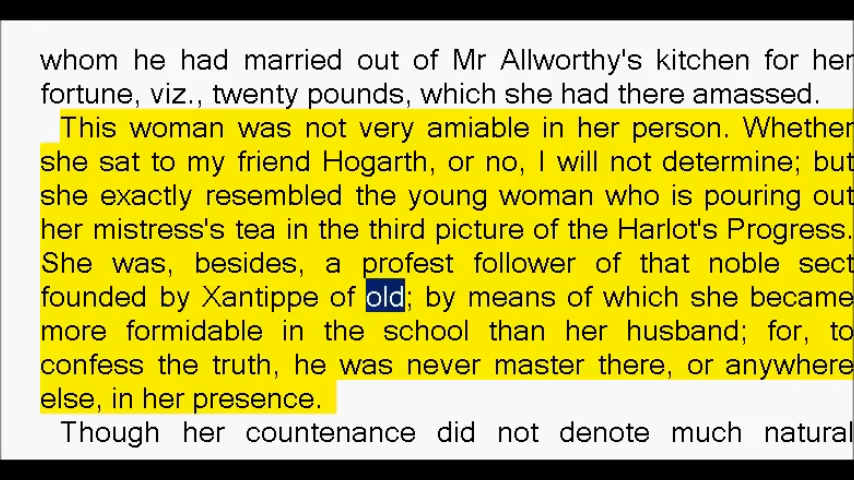 whom he had married out of Mr Allworthy's kitchen for her
fortune, viz., twenty pounds, which she had there amassed.
This woman was not very amiable in her person. Whether
she sat to my friend Hogarth, or no, I will not determine; but
she exactly resembled the young woman who is pouring out
her mistress's tea in the third picture of the Harlot's Progress.
She was, besides, a profest follower of that noble sect
founded by Xantippe of old; by means of which she became
more formidable in the school than her husband; for, to
confess the truth, he was never master there, or anywhere
else, in her presence.
Though her countenance did not denote much natural